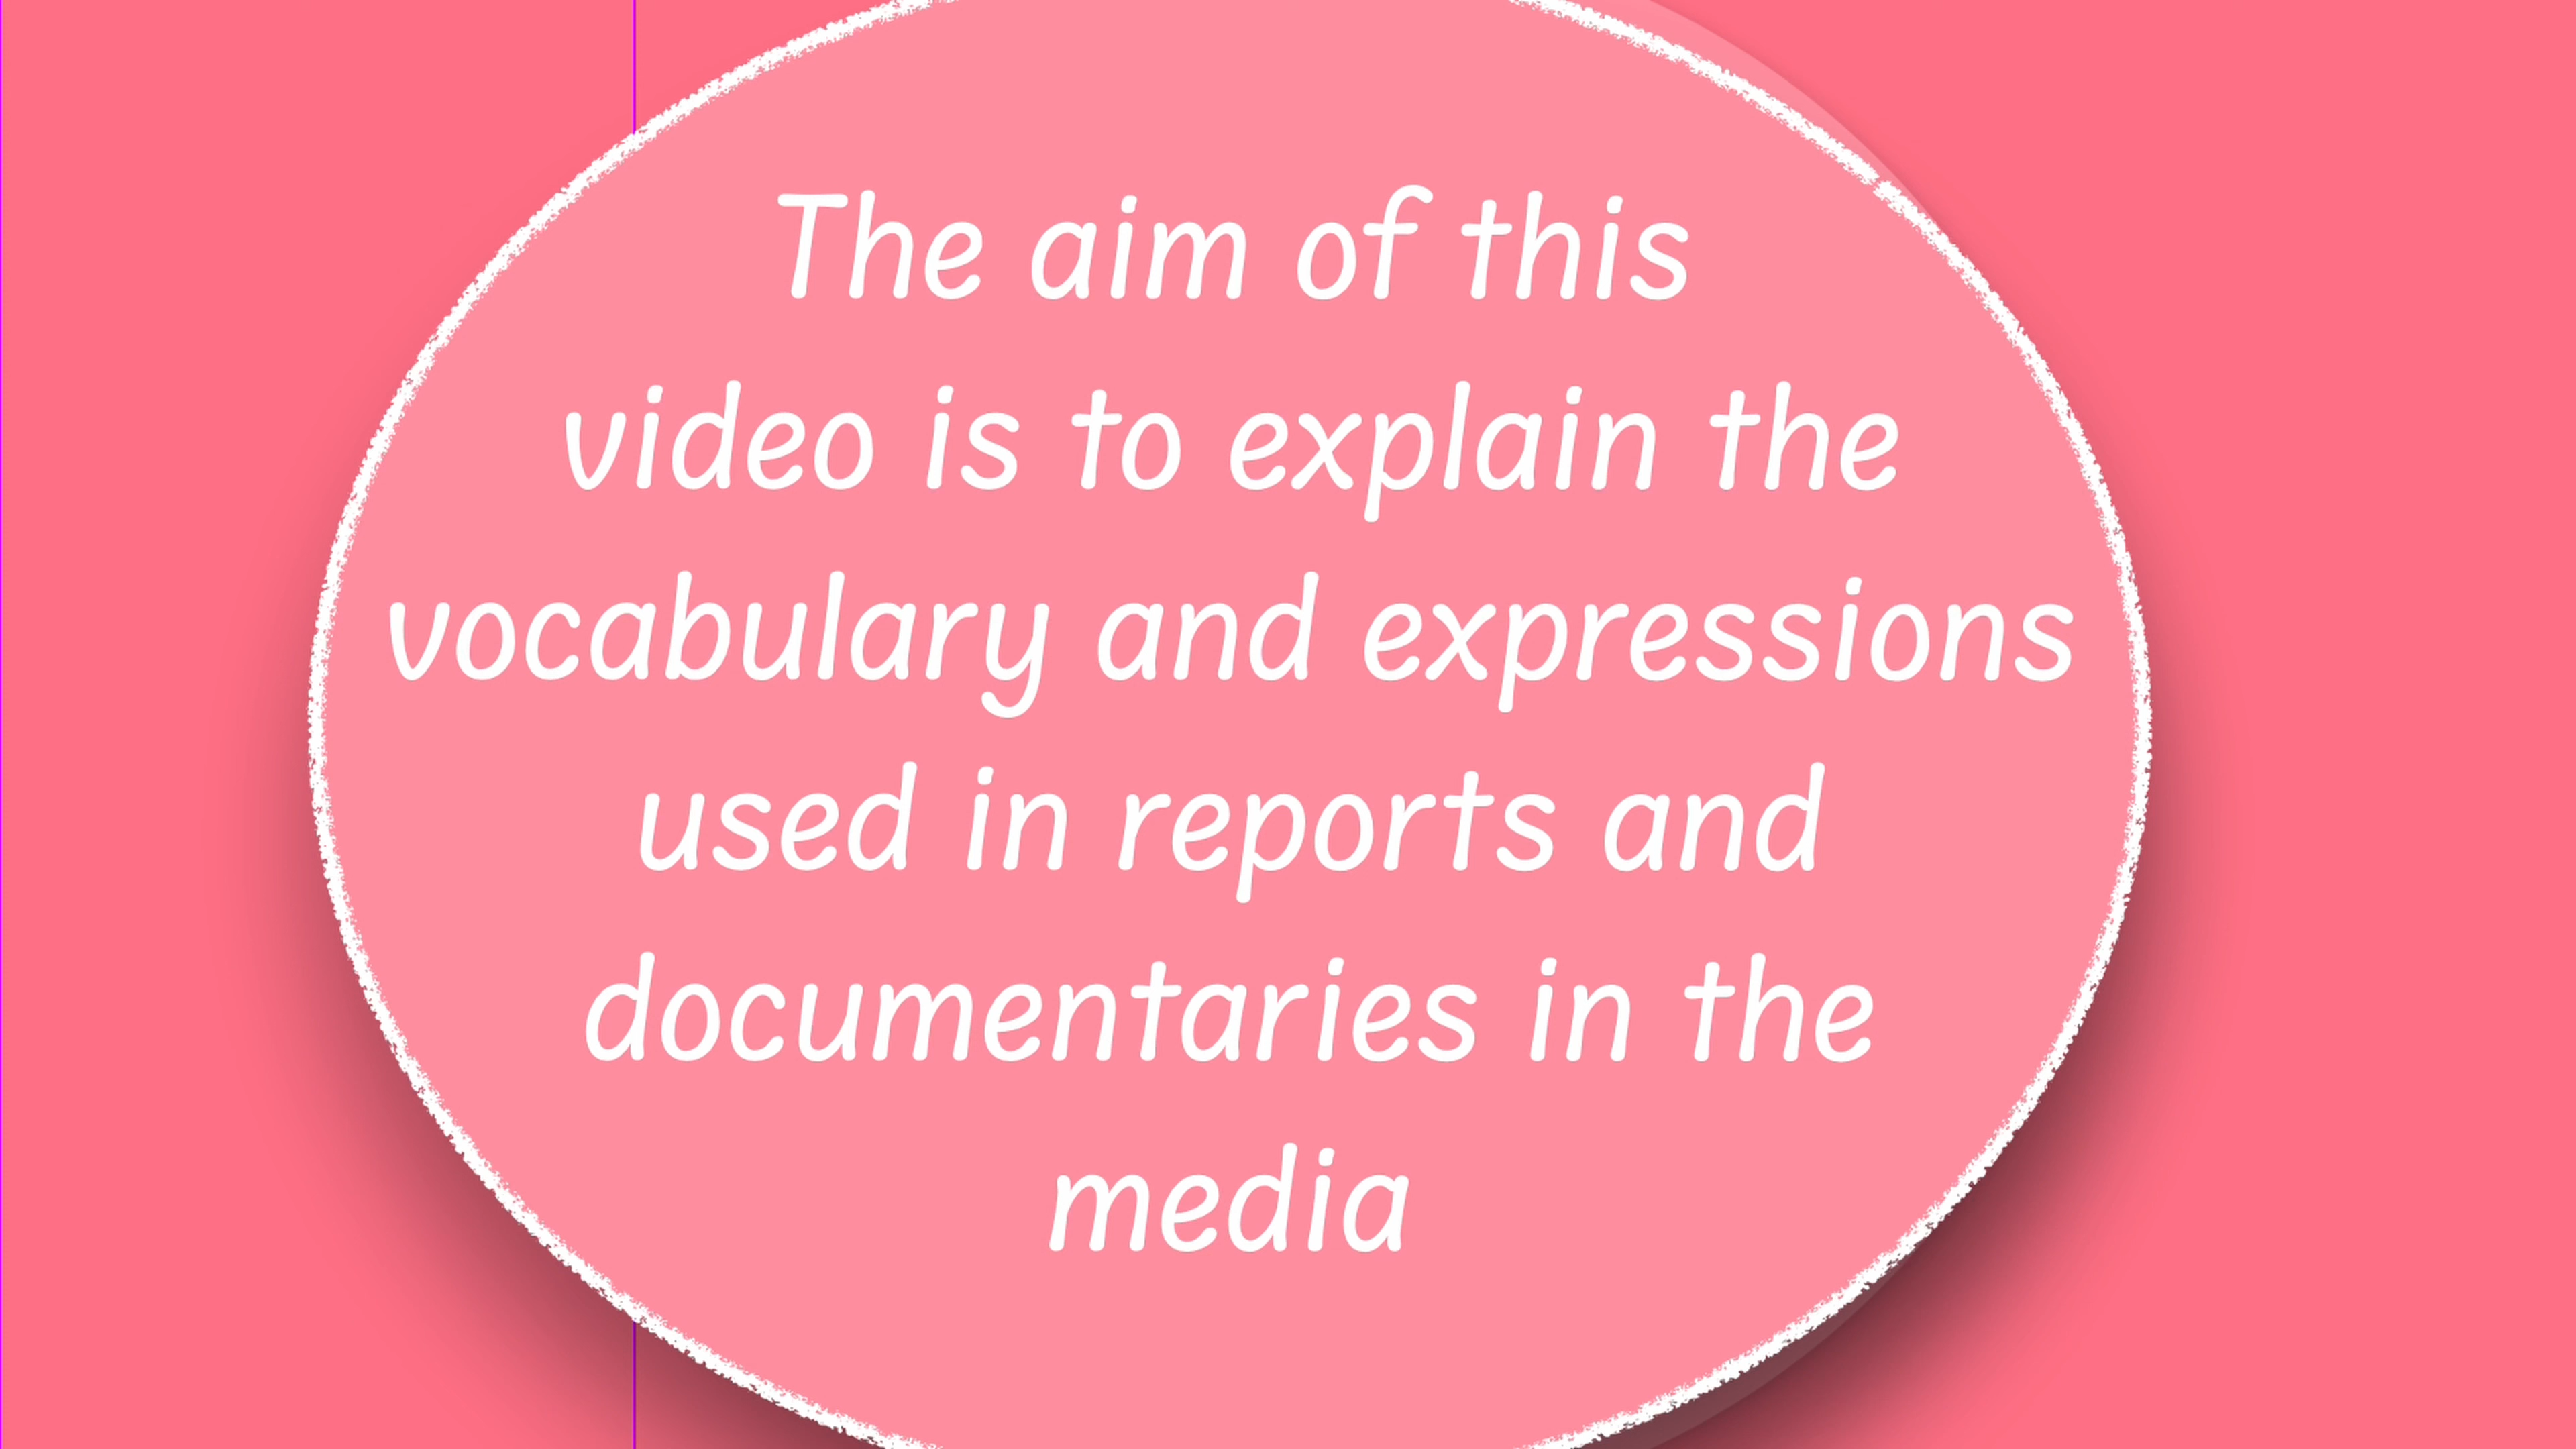 The aim of this
video is to explain the
vocabulary and expressions
used in reports and
documentaries in the
media